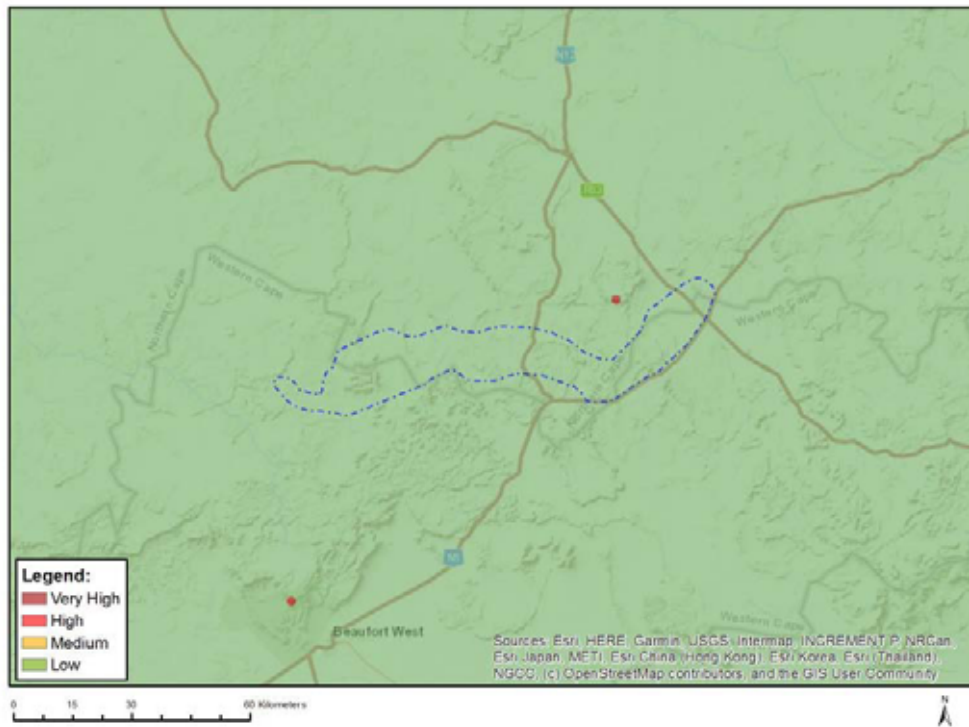 N12
R63
Western Cape
Northern Cape
Western Cape
N1
Beaufort West
Western Cape
Legend:
Very High
High
Medium
Low
Sources: Esri, HERE, Garmin, USGS, Intermap, INCREMENT P, NRCan,
Esri Japan, METI, Esri China (Hong Kong), Esri Korea, Esri (Thailand),
NGCC, (c) OpenStreetMap contributors, and the GIS User Community
0 15 30 60 Kilometers
N